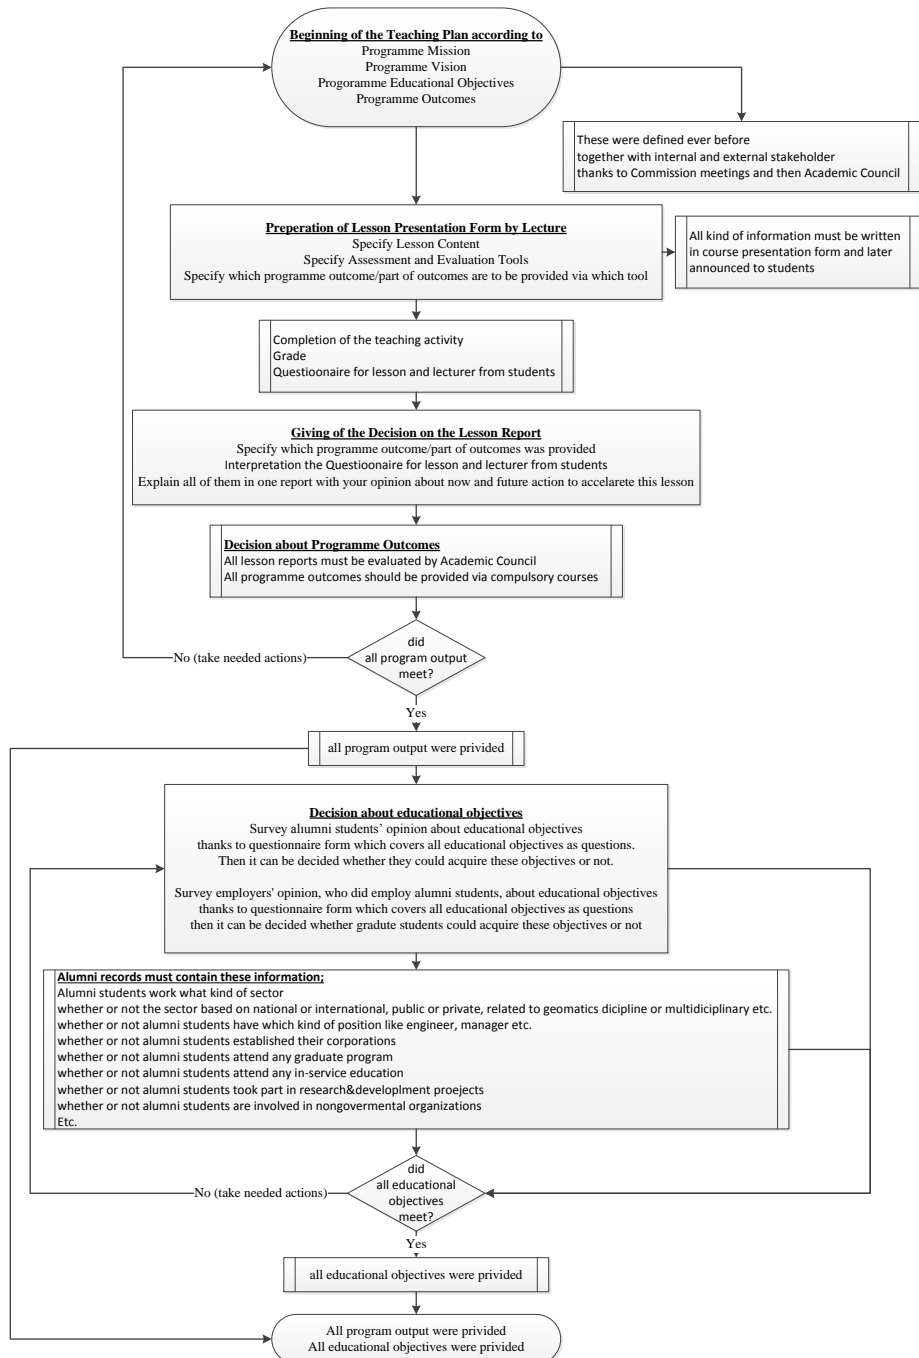 Beginning of the Teaching Plan according to
Programme Mission
Programme Vision
Progoramme Educational Objectives
Programme Outcomes
These were defined ever before
together with internal and external stakeholder
thanks to Commission meetings and then Academic Council
Preperation of Lesson Presentation Form by Lecture
Specify Lesson Content
Specify Assessment and Evaluation Tools
Specify which programme outcome/part of outcomes are to be provided via which tool
All kind of information must be written
in course presentation form and later
announced to students
Completion of the teaching activity
Grade
Questioonaire for lesson and lecturer from students
Giving of the Decision on the Lesson Report
Specify which programme outcome/part of outcomes was provided
Interpretation the Questioonaire for lesson and lecturer from students
Explain all of them in one report with your opinion about now and future action to accelarete this lesson
Decision about Programme Outcomes
All lesson reports must be evaluated by Academic Council
All programme outcomes should be provided via compulsory courses
did
all program output
meet?
No (take needed actions)
Yes
all program output were privided
Decision about educational objectives
Survey alıumni students’ opinion about educational objectives
thanks to questionnaire form which covers all educational objectives as questions.
Then it can be decided whether they could acquire these objectives or not.
Survey employers' opinion, who did employ alumni students, about educational objectives
thanks to questionnaire form which covers all educational objectives as questions
then it can be decided whether gradute students could acquire these objectives or not
Alumni records must contain these information;
Alumni students work what kind of sector
whether or not the sector based on national or international, public or private, related to geomatics dicipline or multidiciplinary etc.
whether or not alumni students have which kind of position like engineer, manager etc.
whether or not alumni students established their corporations
whether or not alumni students attend any graduate program
whether or not alumni students attend any in-service education
whether or not alumni students took part in research&developlment proejects
whether or not alumni students are involved in nongovermental organizations
Etc.
did
all educational
objectives
meet?
No (take needed actions)
Yes
all educational objectives were privided
All program output were privided
All educational objectives were privided